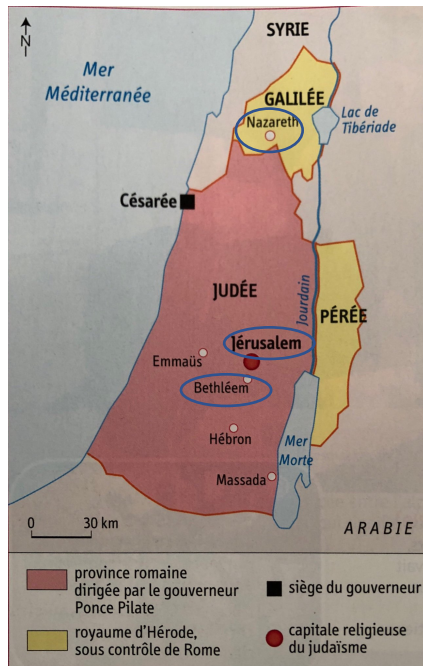 N
SYRIE
Mer
Méditerranée
GALILÉE
Nazareth
Lac de
Tibériade
Césarée
JUDÉE
Jourdain
PÉRÉE
Jérusalem
Emmaüs
Bethléem
Hébron
Mer
Morte
Massada
0 30 km
ARABIE
province romaine
dirigée par le gouverneur
Ponce Pilate
siège du gouverneur
royaume d'Hérode,
sous contrôle de Rome
capitale religieuse
du judaïsme